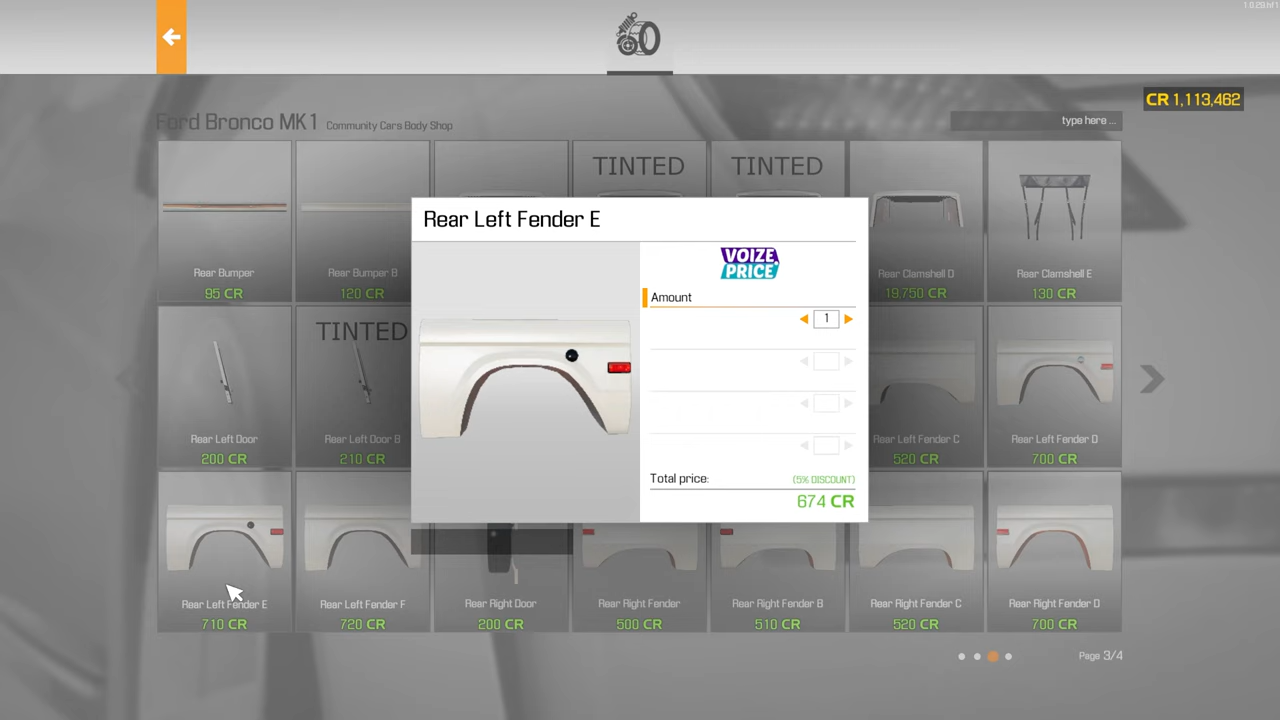 1.0.29.hf1
CR 1,113,462
Ford Bronco MK1 Community Cars Body Shop
type here ...
TINTED
TINTED
Rear Bumper
95 CR
Rear Bumper B
120 CR
Rear Clamshell D
19,750 CR
Rear Clamshell E
130 CR
Rear Left Fender E
VOIZE
PRICE
Amount
1
Total price:
(5% DISCOUNT)
674 CR
Rear Left Door
200 CR
TINTED
Rear Left Door B
210 CR
Rear Left Fender C
520 CR
Rear Left Fender D
700 CR
Rear Left Fender E
710 CR
Rear Left Fender F
720 CR
Rear Right Door
200 CR
Rear Right Fender
500 CR
Rear Right Fender B
510 CR
Rear Right Fender C
520 CR
Rear Right Fender D
700 CR
Page 3/4